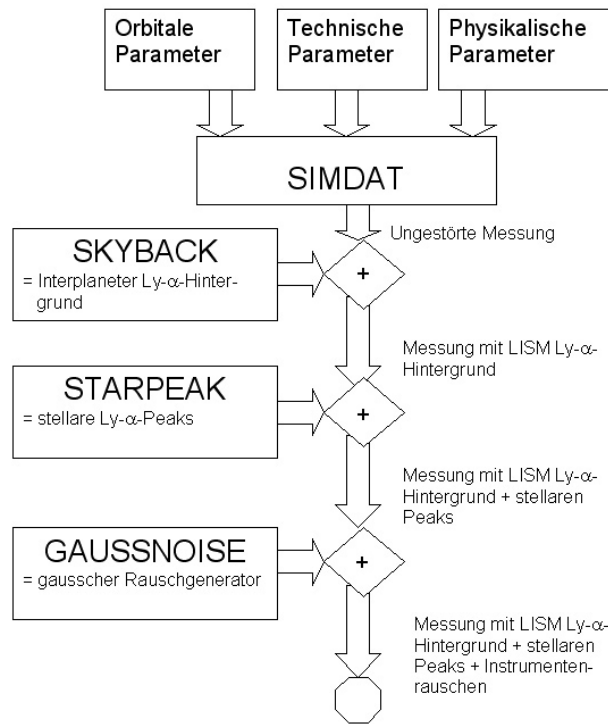 Orbitale
Parameter
Technische
Parameter
Physikalische
Parameter
SIMDAT
Ungestörte Messung
SKYBACK
= Interplaneter Ly-α-Hinter-
grund
+
Messung mit LISM Ly-α-
Hintergrund
STARPEAK
= stellare Ly-α-Peaks
+
Messung mit LISM Ly-α-
Hintergrund + stellaren
Peaks
GAUSSNOISE
= gausscher Rauschgenerator
+
Messung mit LISM Ly-α-
Hintergrund + stellaren
Peaks + Instrumenten-
rauschen